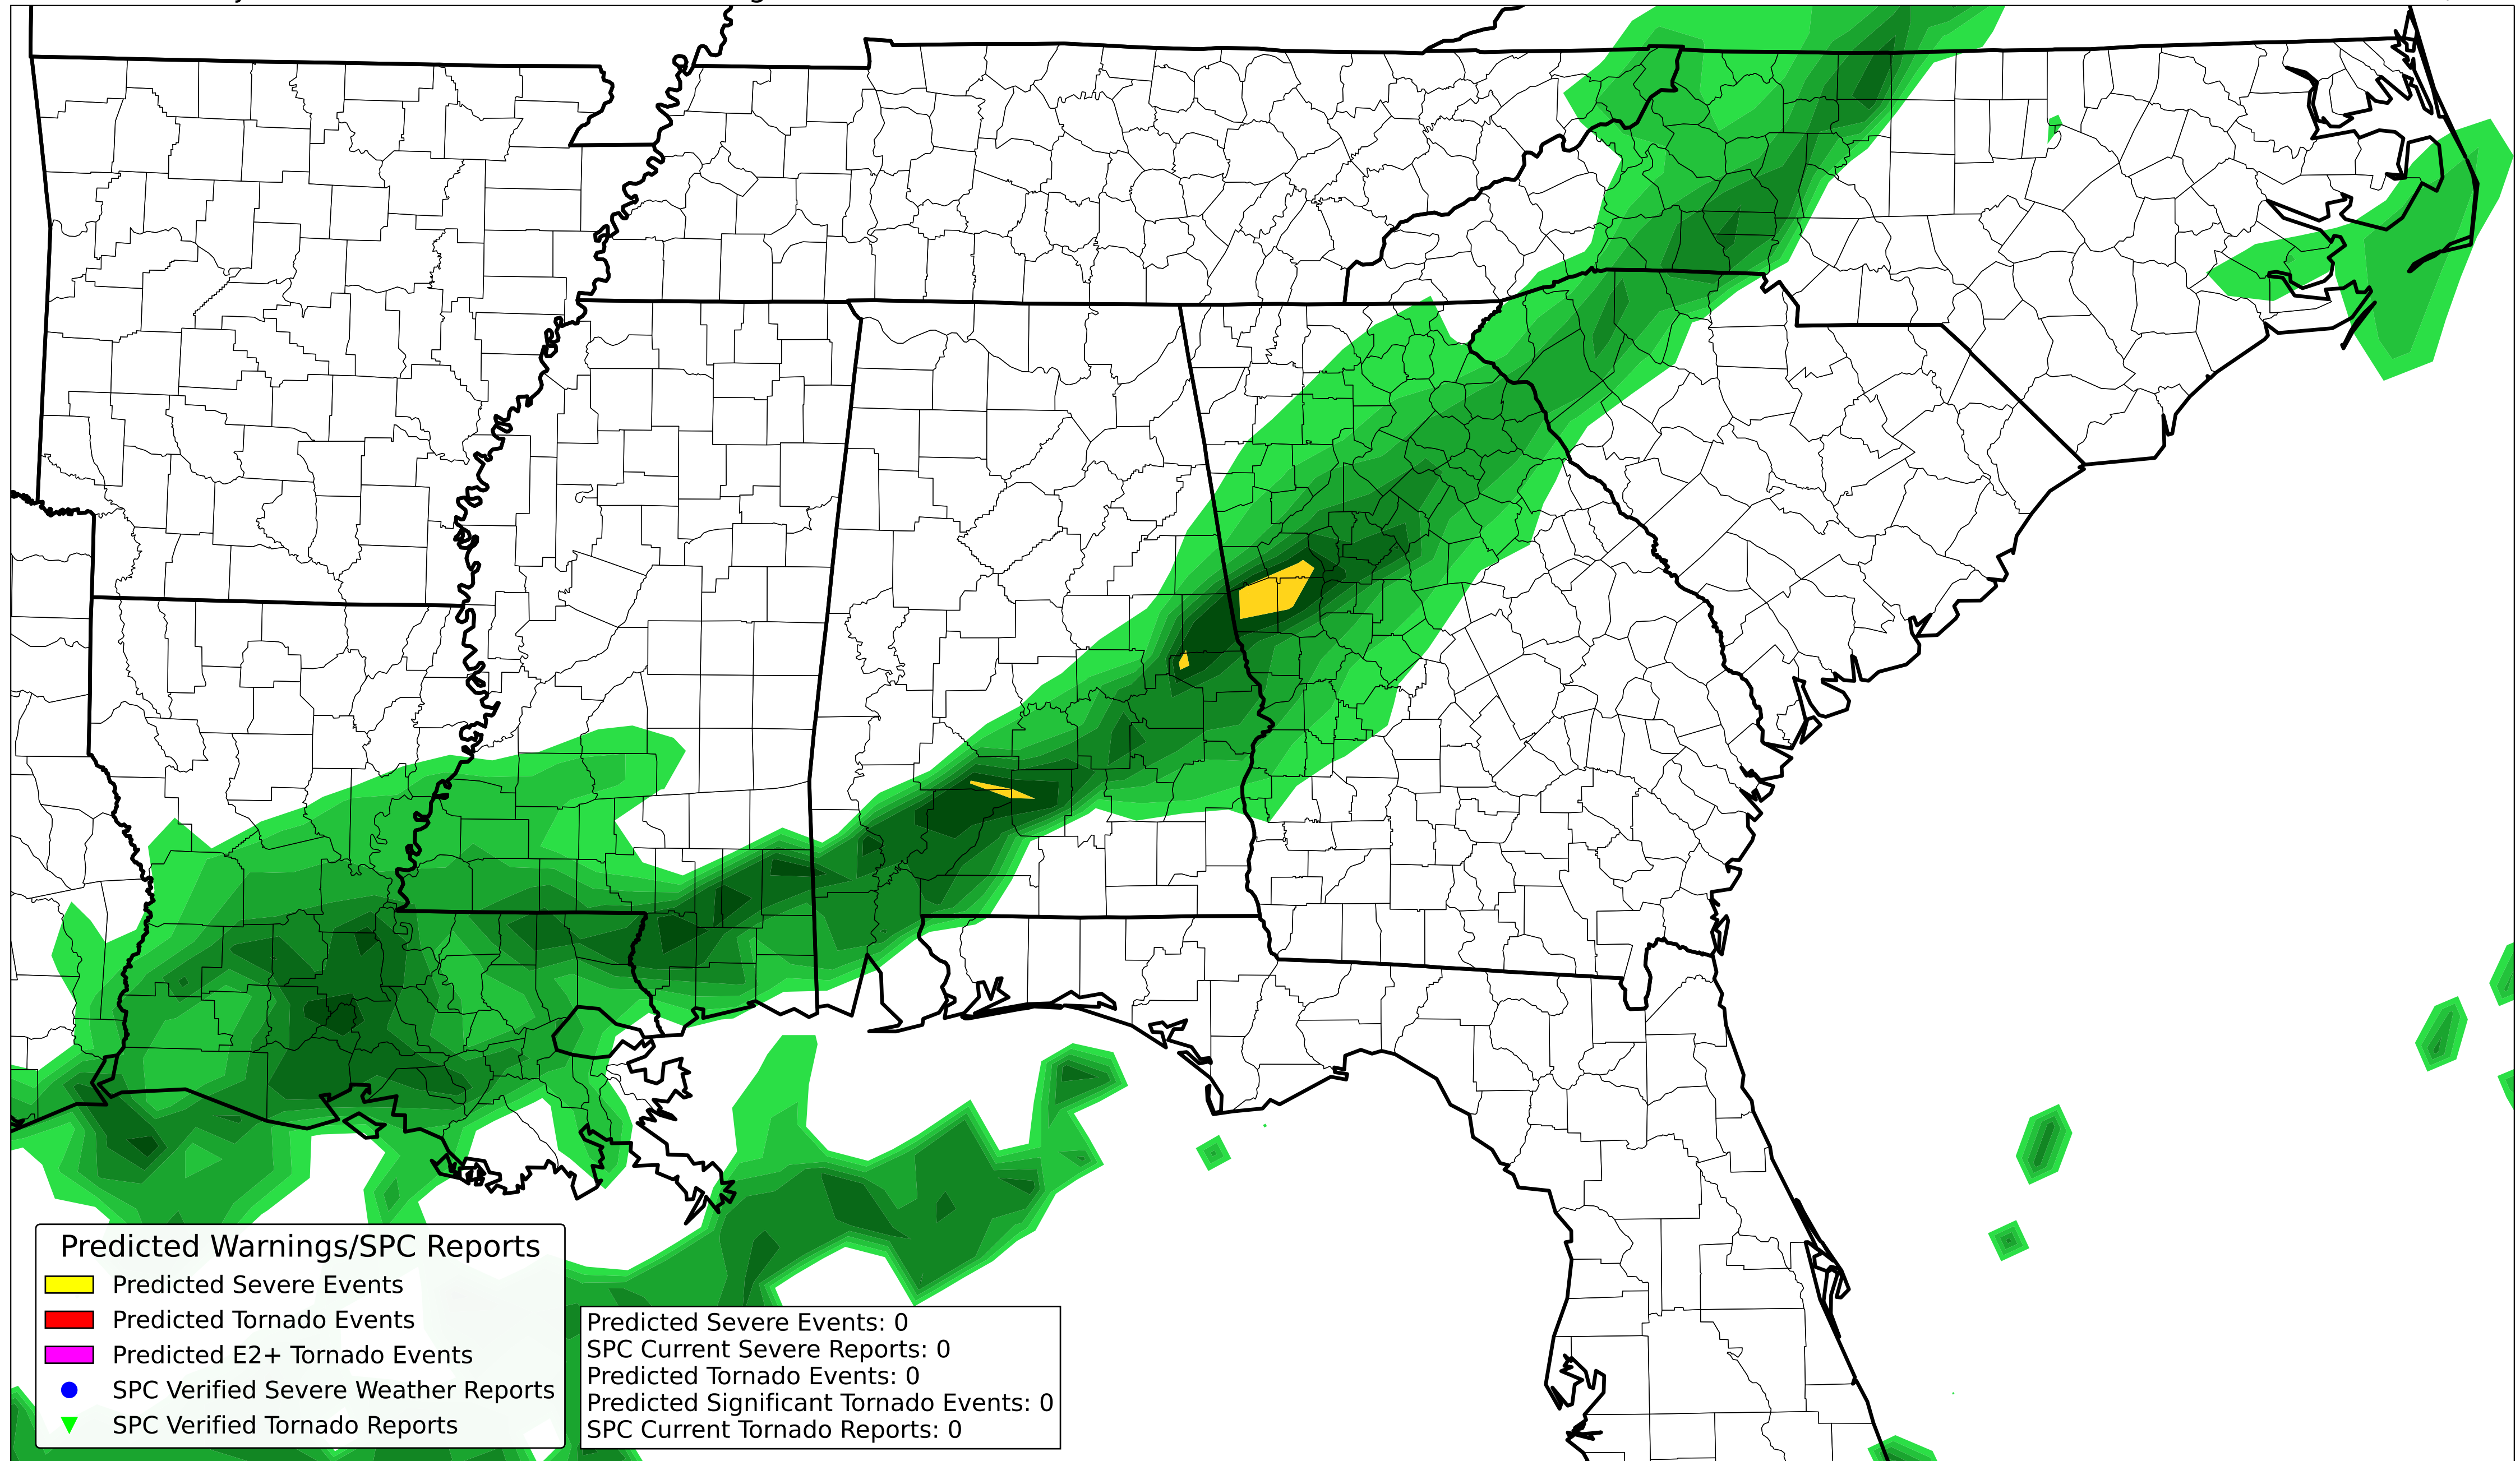 Predicted Warnings/SPC Reports
Predicted Severe Events
Predicted Tornado Events
Predicted E2+ Tornado Events
SPC Verified Severe Weather Reports
SPC Verified Tornado Reports
Predicted Severe Events: 0
SPC Current Severe Reports: 0
Predicted Tornado Events: 0
Predicted Significant Tornado Events: 0
SPC Current Tornado Reports: 0